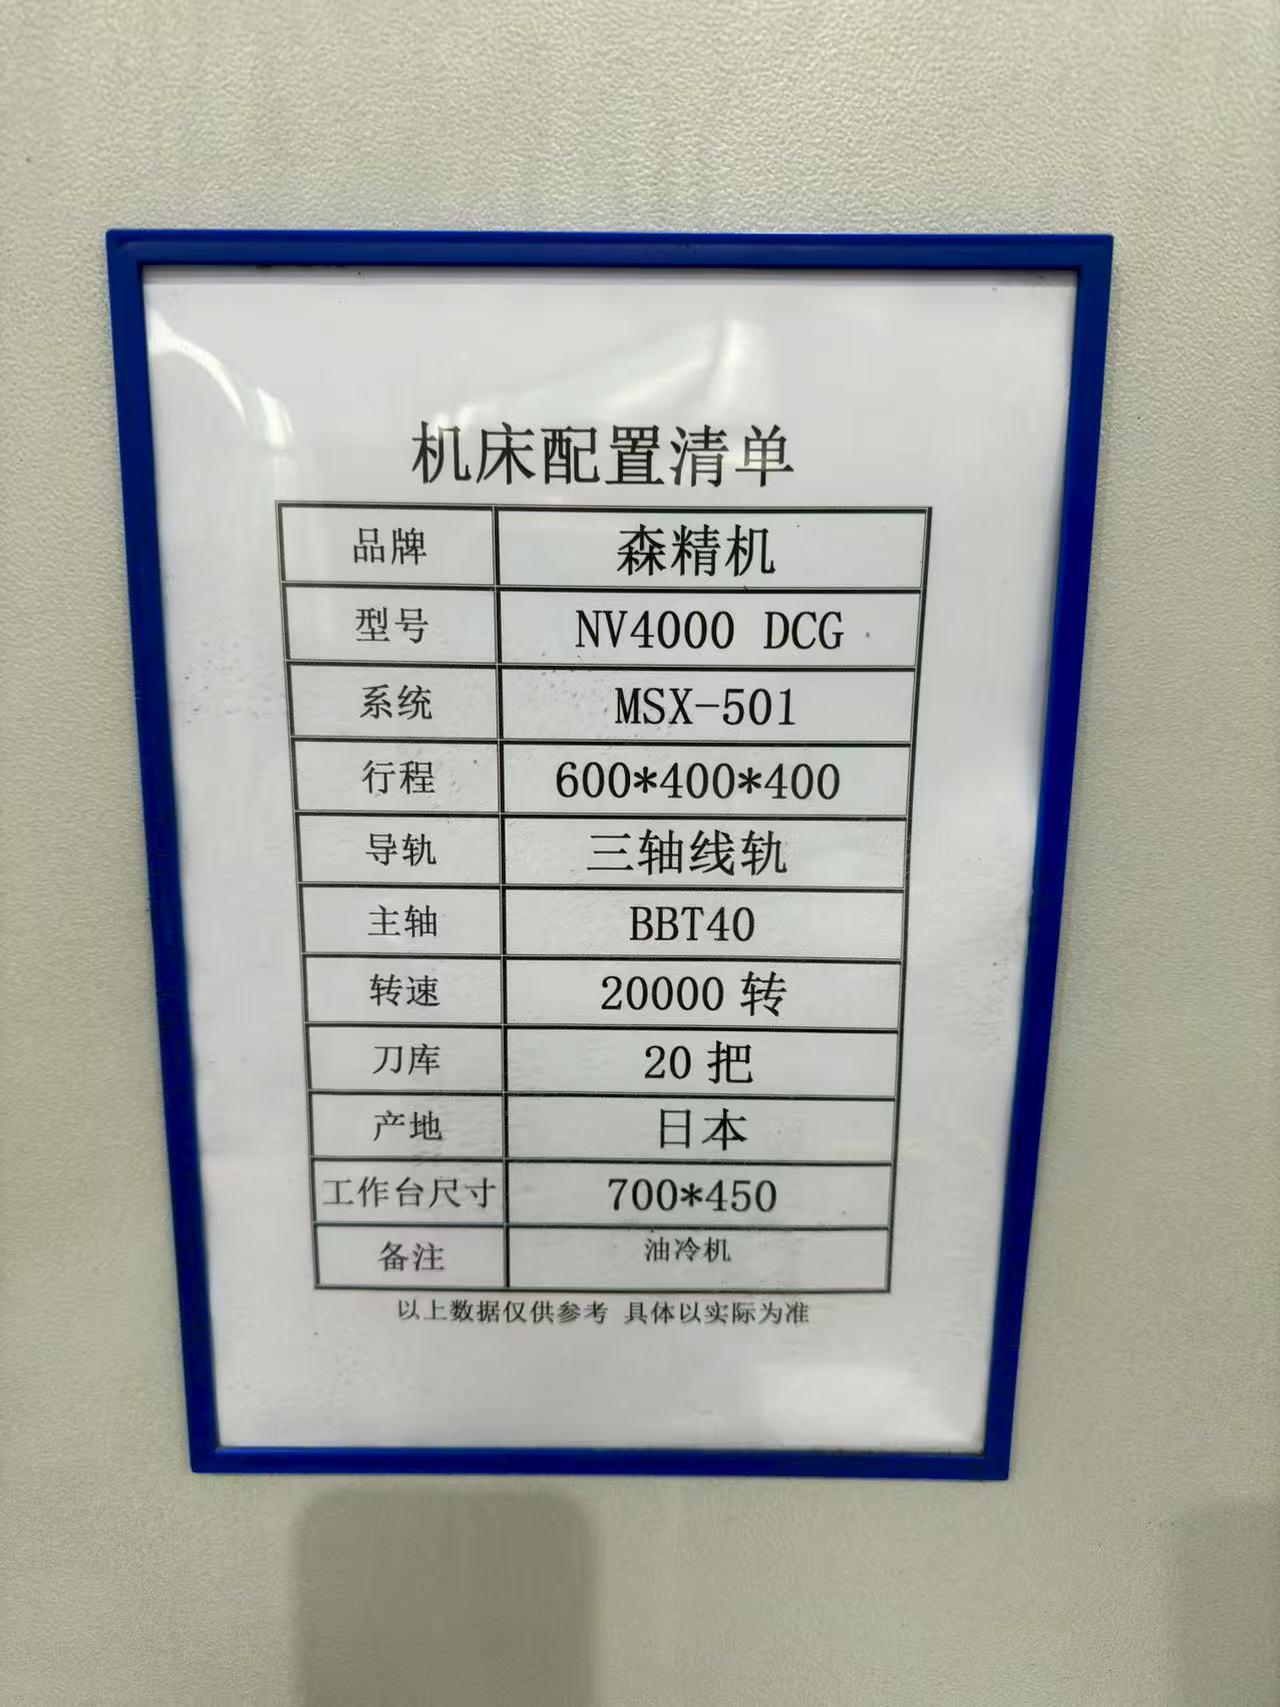 机床配置清单
品牌 森精机
型号 NV4000 DCG
系统 MSX-501
行程 600*400*400
导轨 三轴线轨
主轴 BBT40
转速 20000 转
刀库 20 把
产地 日本
工作台尺寸 700*450
备注 油冷机
以上数据仅供参考 具体以实际为准